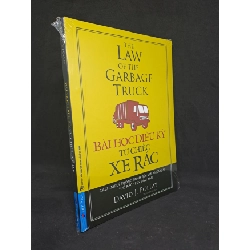 THE
LAW
OF THE
GARBAGE
TRUCK
BÀI HỌC DIỆU KỲ
TỪ CHIẾC
XE RÁC
DAVID J. POLLAY